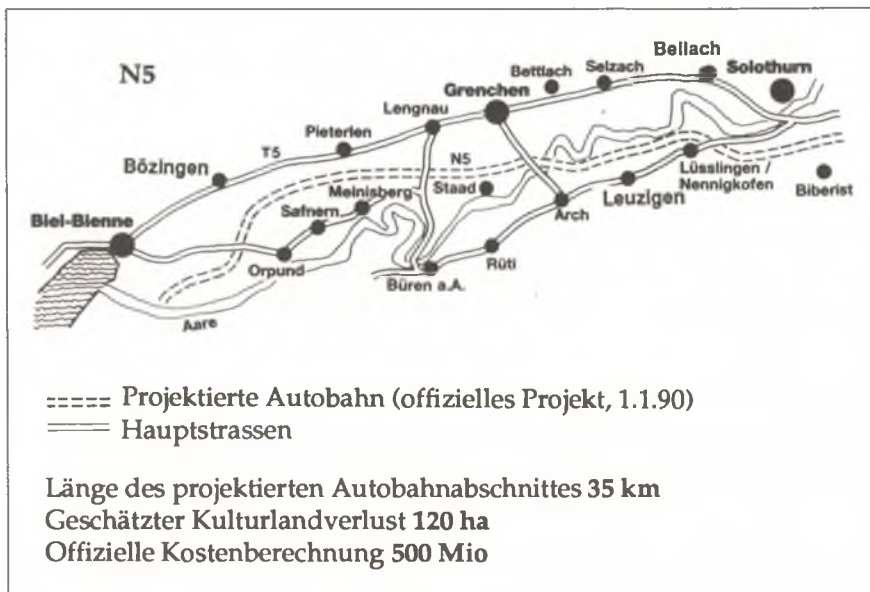 N5
Bellach
Bettlach
Selzach
Solothurn
Grenchen
Lengnau
Pieterlen
T5
Bözingen
N5
Meinisberg
Staad
Lüsslingen /
Nennigkofen
Safnern
Leuzigen
Biberist
Biel-Bienne
Arch
Orpund
Rüti
Büren a.A.
Aare
===== Projektierte Autobahn (offizielles Projekt, 1.1.90)
Hauptstrassen
Länge des projektierten Autobahnabschnittes 35 km
Geschätzter Kulturlandverlust 120 ha
Offizielle Kostenberechnung 500 Mio